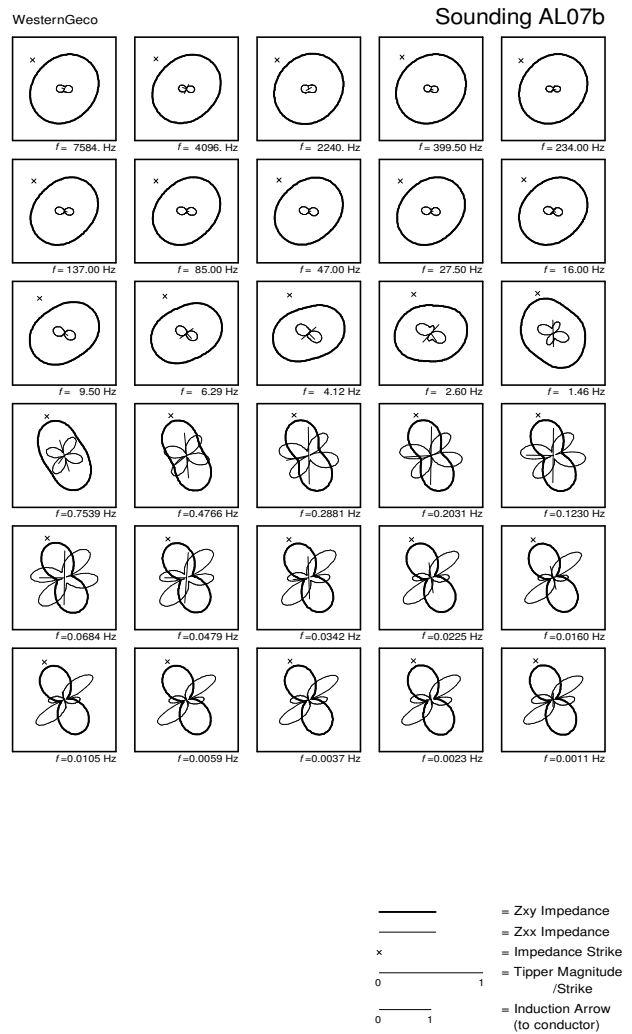 WesternGeco
Sounding AL07b
f = 7584. Hz
f = 4096. Hz
f = 2240. Hz
f = 399.50 Hz
f = 234.00 Hz
f = 137.00 Hz
f = 85.00 Hz
f = 47.00 Hz
f = 27.50 Hz
f = 16.00 Hz
f = 9.50 Hz
f = 6.29 Hz
f = 4.12 Hz
f = 2.60 Hz
f = 1.46 Hz
f =0.7539 Hz
f =0.4766 Hz
f =0.2881 Hz
f =0.2031 Hz
f =0.1230 Hz
f =0.0684 Hz
f =0.0479 Hz
f =0.0342 Hz
f =0.0225 Hz
f =0.0160 Hz
f =0.0105 Hz
f =0.0059 Hz
f =0.0037 Hz
f =0.0023 Hz
f =0.0011 Hz
= Zxy Impedance
= Zxx Impedance
× = Impedance Strike
= Tipper Magnitude
0 1 /Strike
= Induction Arrow
0 1 (to conductor)